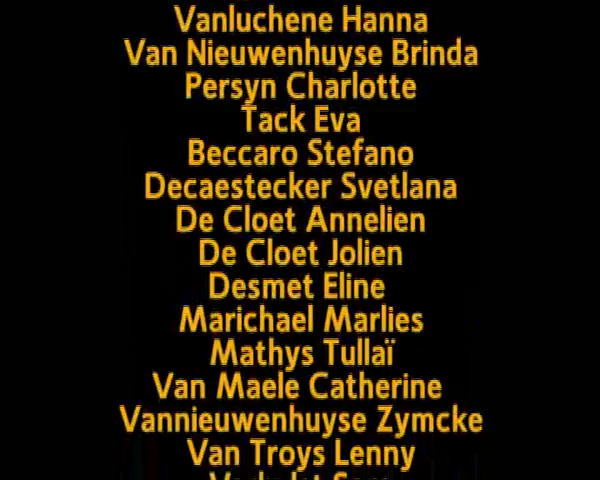 Vanluchene Hanna
Van Nieuwenhuyse Brinda
Persyn Charlotte
Tack Eva
Beccaro Stefano
Decaestecker Svetlana
De Cloet Annelien
De Cloet Jolien
Desmet Eline
Marichael Marlies
Mathys Tullaï
Van Maele Catherine
Vannieuwenhuyse Zymcke
Van Troys Lenny